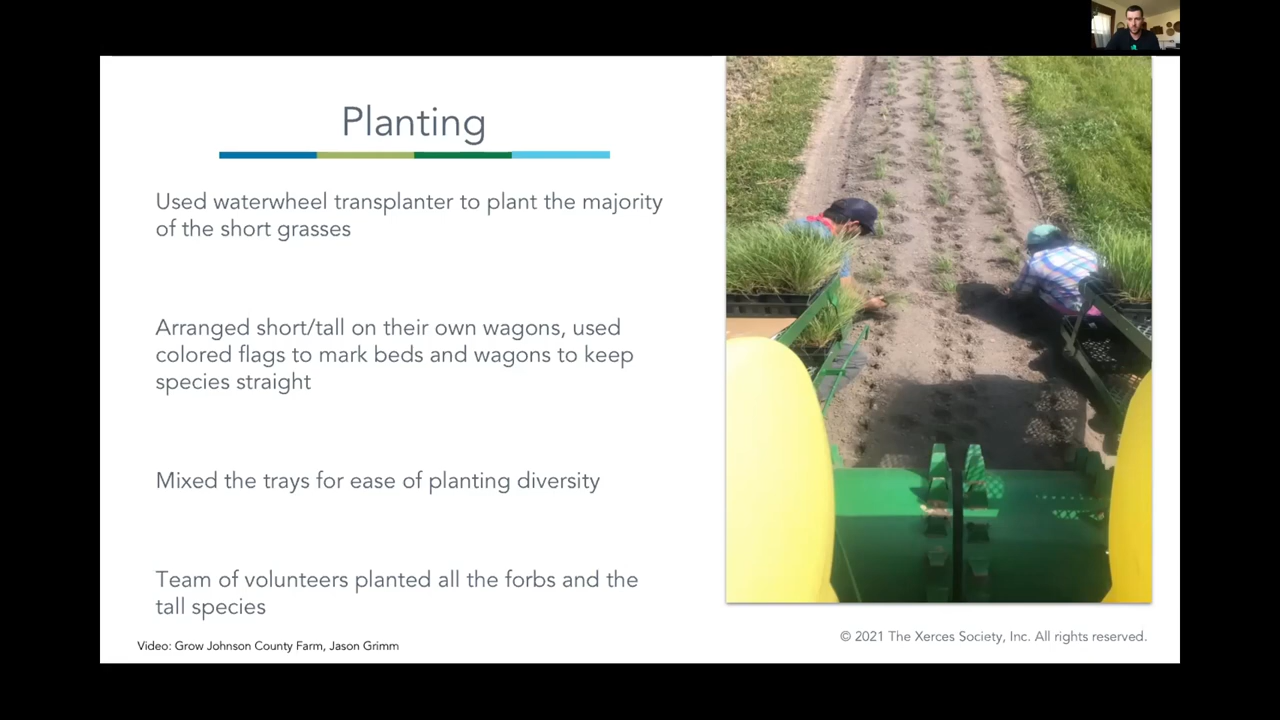 Planting
Used waterwheel transplanter to plant the majority
of the short grasses
Arranged short/tall on their own wagons, used
colored flags to mark beds and wagons to keep
species straight
Mixed the trays for ease of planting diversity
Team of volunteers planted all the forbs and the
tall species
Video: Grow Johnson County Farm, Jason Grimm
© 2021 The Xerces Society, Inc. All rights reserved.